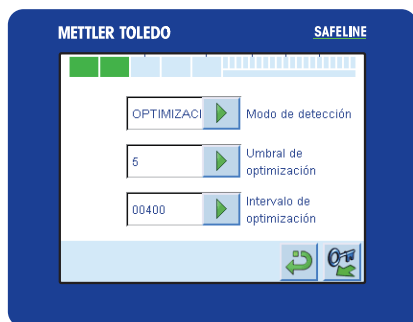 METTLER TOLEDO
SAFELINE
OPTIMIZACI
Modo de detección
5
Umbral de
optimización
00400
Intervalo de
optimización